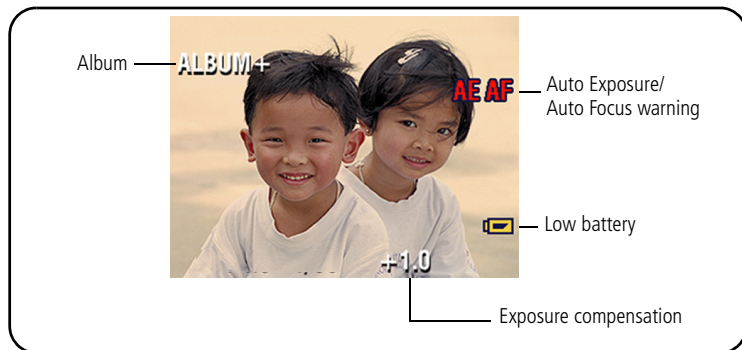 Album
ALBUM+
AE AF
Auto Exposure/
Auto Focus warning
Low battery
+1.0
Exposure compensation